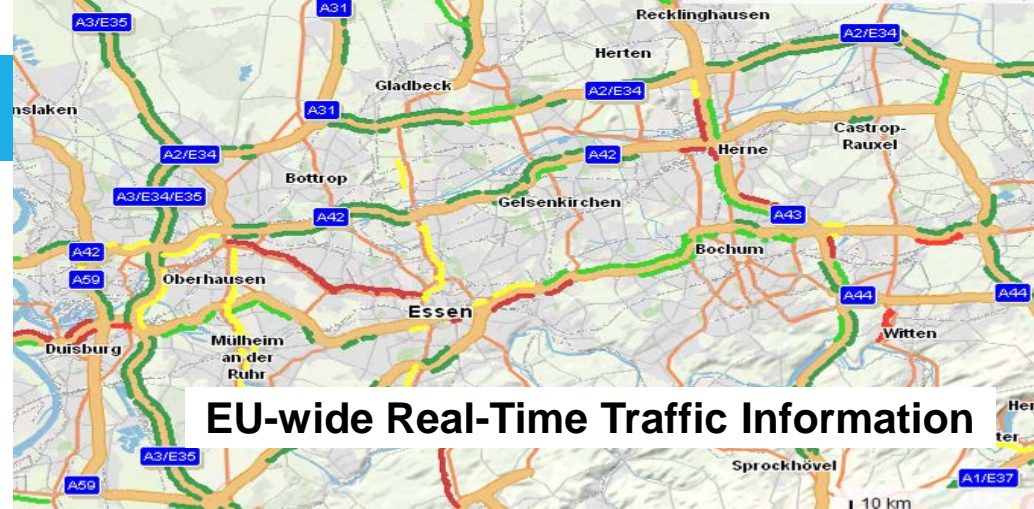 A3/E35
A31
Recklinghausen
A2/E34
Herten
Gladbeck
A2/E34
nslaken
A31
Castrop-
Rauxel
A2/E34
A42
Herne
Bottrop
A3/E34/E35
Gelsenkirchen
A42
A43
A42
Bochum
A59
Oberhausen
A44
A44
Essen
Duisburg
Mülheim
an der
Ruhr
Witten
EU-wide Real-Time Traffic Information
Her
ter
A3/E35
Sprockhövel
A59
A1/E37
10 km